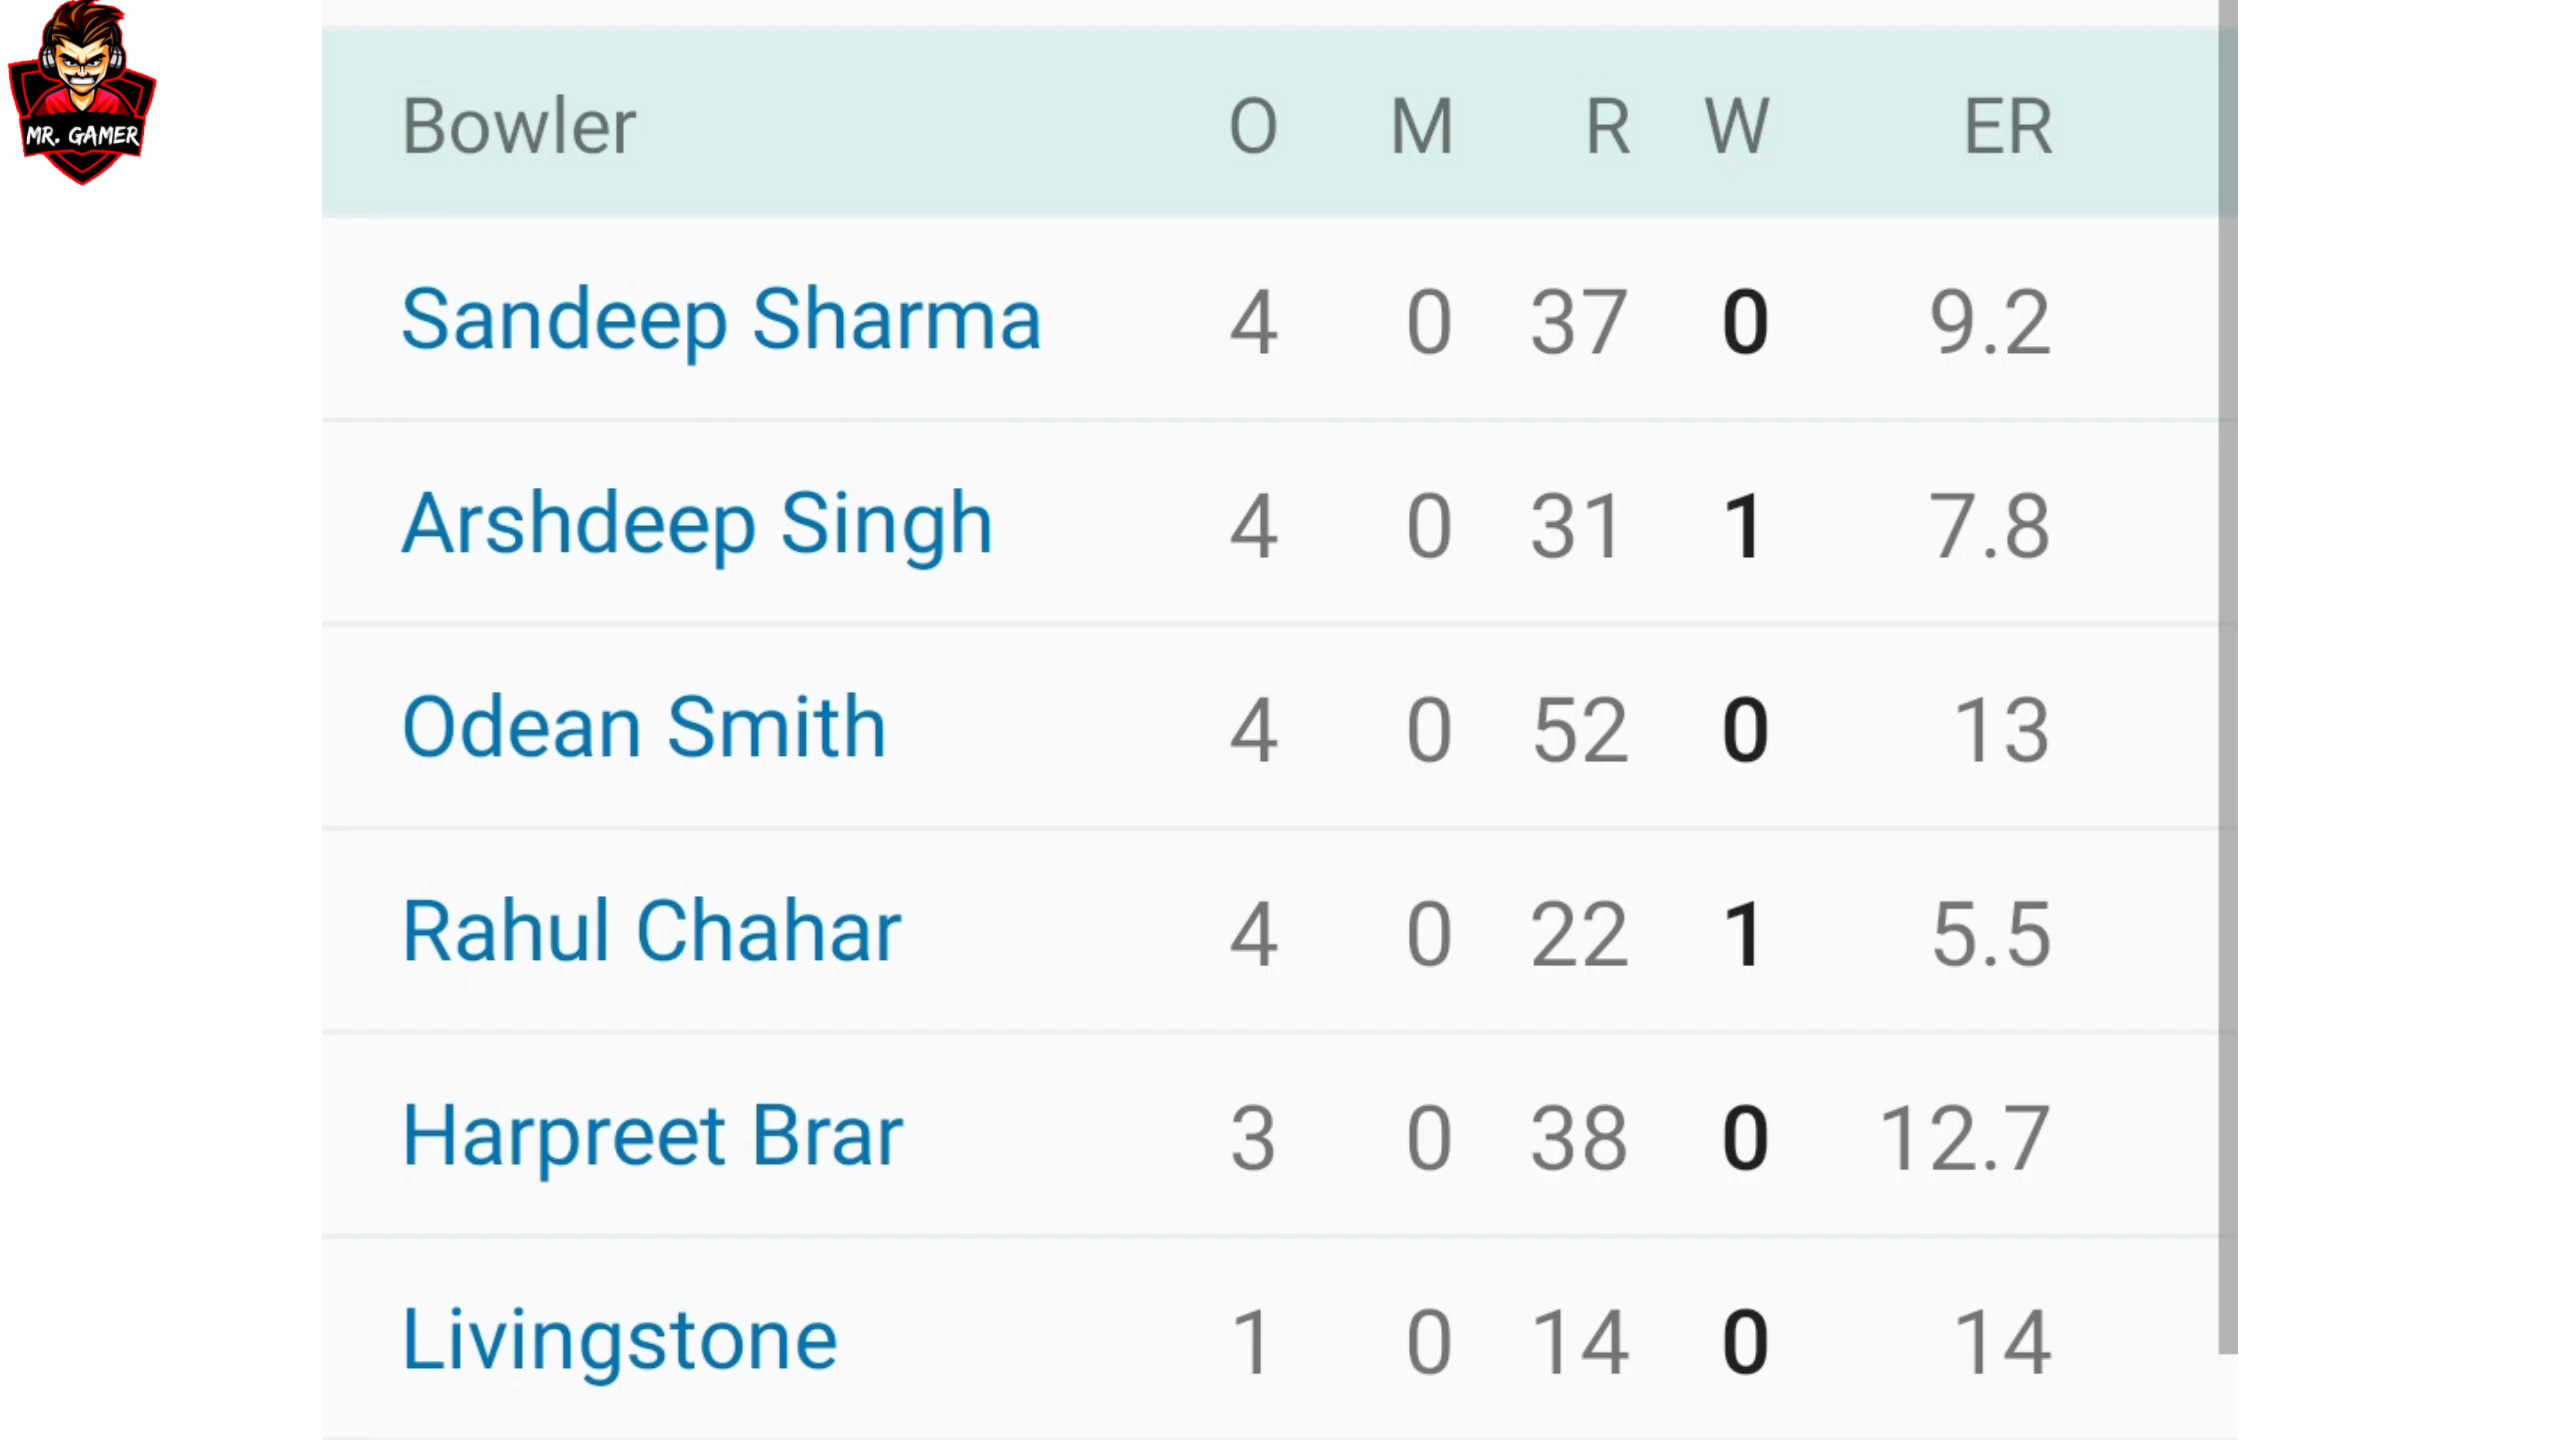 MR. GAMER
Bowler O M R W ER
Sandeep Sharma 4 0 37 0 9.2
Arshdeep Singh 4 0 31 1 7.8
Odean Smith 4 0 52 0 13
Rahul Chahar 4 0 22 1 5.5
Harpreet Brar 3 0 38 0 12.7
Livingstone 1 0 14 0 14